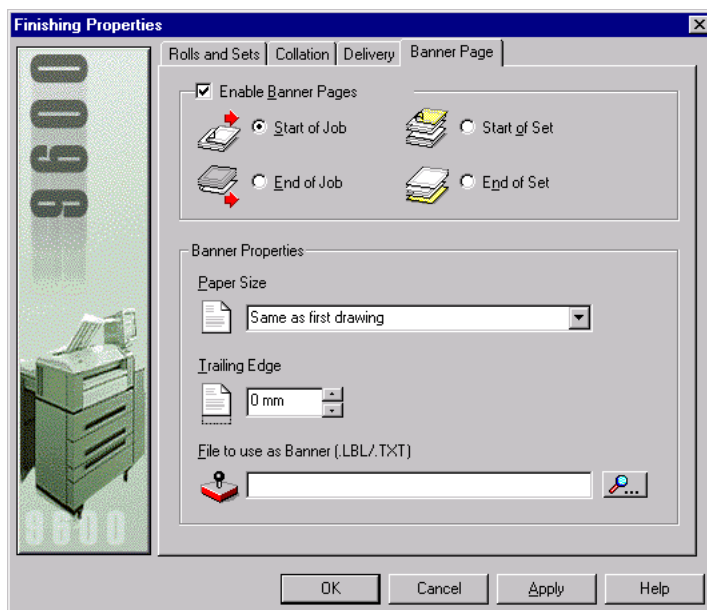 Finishing Properties
9600
Rolls and Sets Collation Delivery Banner Page
Enable Banner Pages
Start of Job Start of Set
End of Job End of Set
Banner Properties
Paper Size
Same as first drawing
Trailing Edge
0 mm
File to use as Banner (.LBL/.TXT)
...
9600
OK Cancel Apply Help